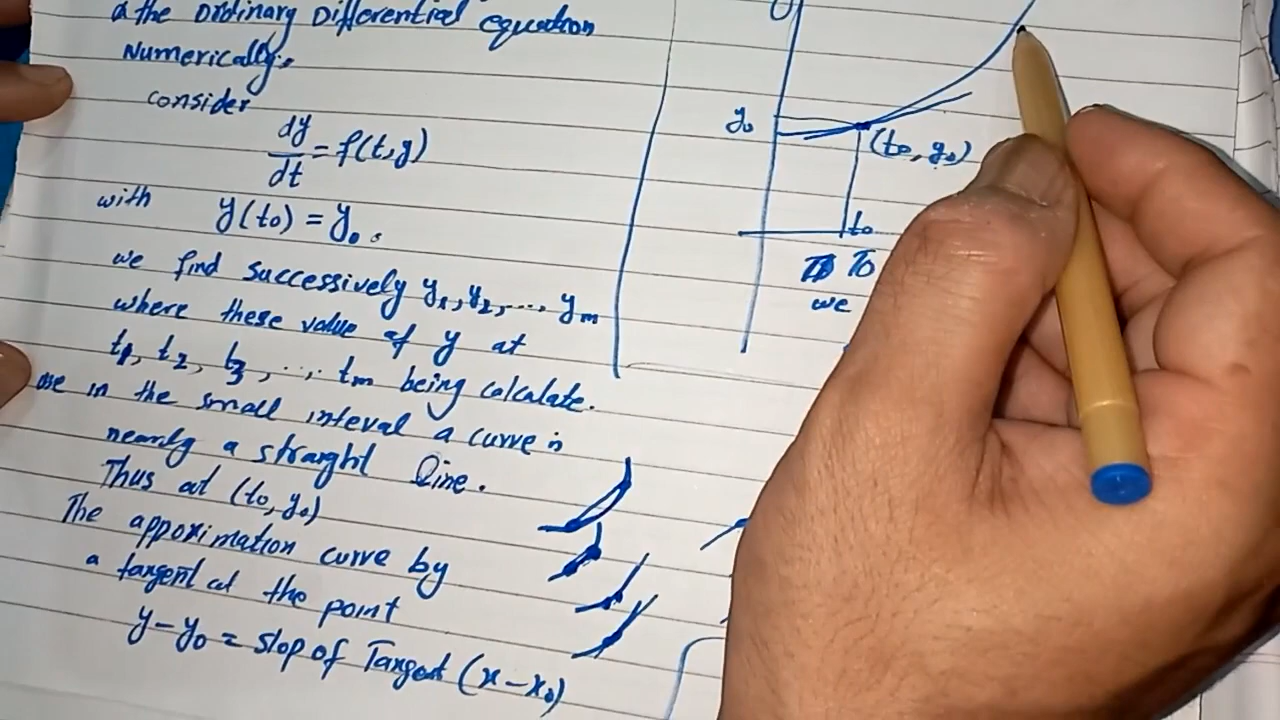 & the Ordinary Differential equation
Numerically.
consider
dy/dt = f(t,y)
with y(t0) = y0.
we find successively y1, y2, ..., ym
where these value of y at
t1, t2, t3, ..., tm being calculate.
in the small interval a curve is
nearly a straight line.
Thus at (t0, y0)
The appoximation curve by
a tangent at the point
y - y0 = slop of Tangent (x - x0)
y0
(t0, y0)
t0
To
we